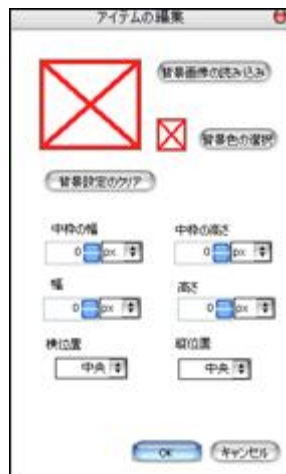 アイテムの編集
背景画像の読み込み
背景色の選択
背景設定のクリア
中枠の幅
中枠の高さ
0 px
0 px
幅
高さ
0 px
0 px
横位置
縦位置
中央
中央
OK
キャンセル